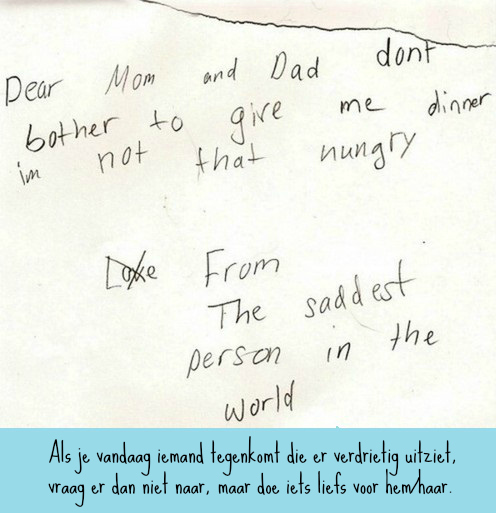 Dear Mom and Dad dont
bother to give me dinner
im not that nungry
Love From
The saddest
person in the
world
Als je vandaag iemand tegenkomt die er verdrietig uitziet,
vraag er dan niet naar, maar doe iets liefs voor hem/haar.